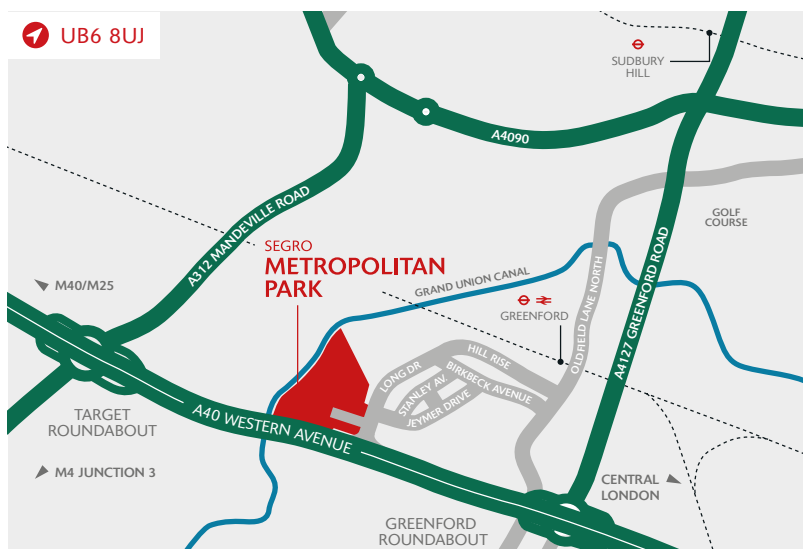 UB6 8UJ
SUDBURY
HILL
A4090
A312 MANDEVILLE ROAD
GOLF
COURSE
SEGRO
METROPOLITAN
PARK
M40/M25
GRAND UNION CANAL
GREENFORD
OLDFIELD LANE NORTH
A4127 GREENFORD ROAD
HILL RISE
LONG DR
BIRKBECK AVENUE
STANLEY AV.
JEYMER DRIVE
TARGET
ROUNDABOUT
A40 WESTERN AVENUE
M4 JUNCTION 3
CENTRAL
LONDON
GREENFORD
ROUNDABOUT